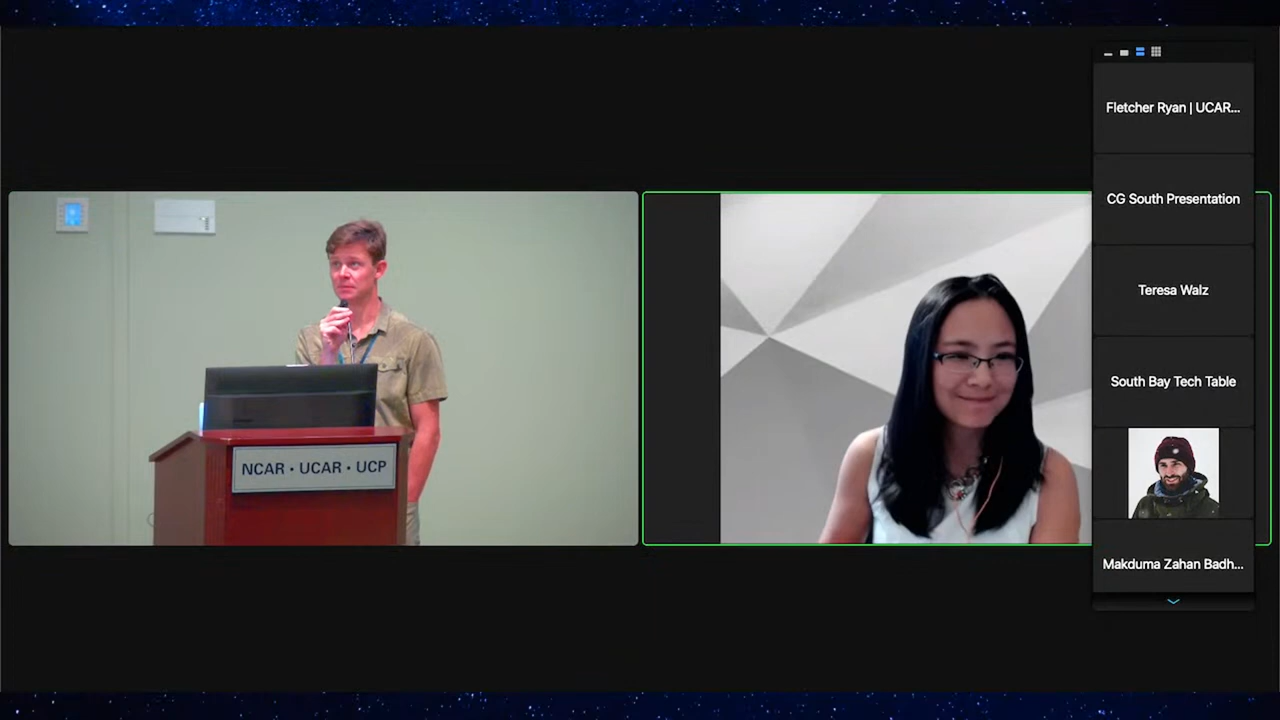 NCAR • UCAR • UCP
Fletcher Ryan | UCAR...
CG South Presentation
Teresa Walz
South Bay Tech Table
Makduma Zahan Badh...